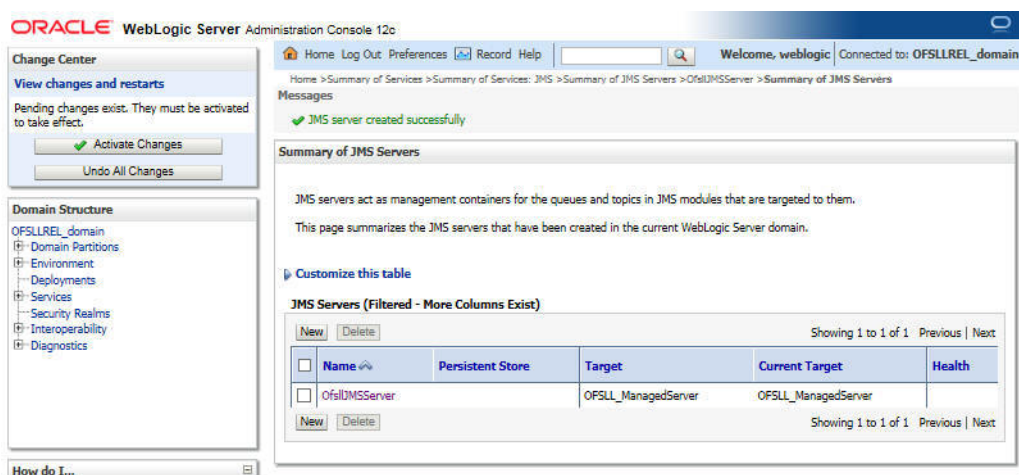 ORACLE WebLogic Server Administration Console 12c
Change Center
View changes and restarts
Pending changes exist. They must be activated
to take effect.
Activate Changes
Undo All Changes
Domain Structure
OFSLLREL_domain
Domain Partitions
Environment
Deployments
Services
Security Realms
Interoperability
Diagnostics
How do I...
Home Log Out Preferences Record Help
Welcome, weblogic Connected to: OFSLLREL_domain
Home >Summary of Services >Summary of Services: JMS >Summary of JMS Servers >OfsllJMSServer >Summary of JMS Servers
Messages
JMS server created successfully
Summary of JMS Servers
JMS servers act as management containers for the queues and topics in JMS modules that are targeted to them.
This page summarizes the JMS servers that have been created in the current WebLogic Server domain.
Customize this table
JMS Servers (Filtered - More Columns Exist)
New Delete Showing 1 to 1 of 1 Previous | Next
Name Persistent Store Target Current Target Health
OfsllJMSServer OFSLL_ManagedServer OFSLL_ManagedServer
New Delete Showing 1 to 1 of 1 Previous | Next